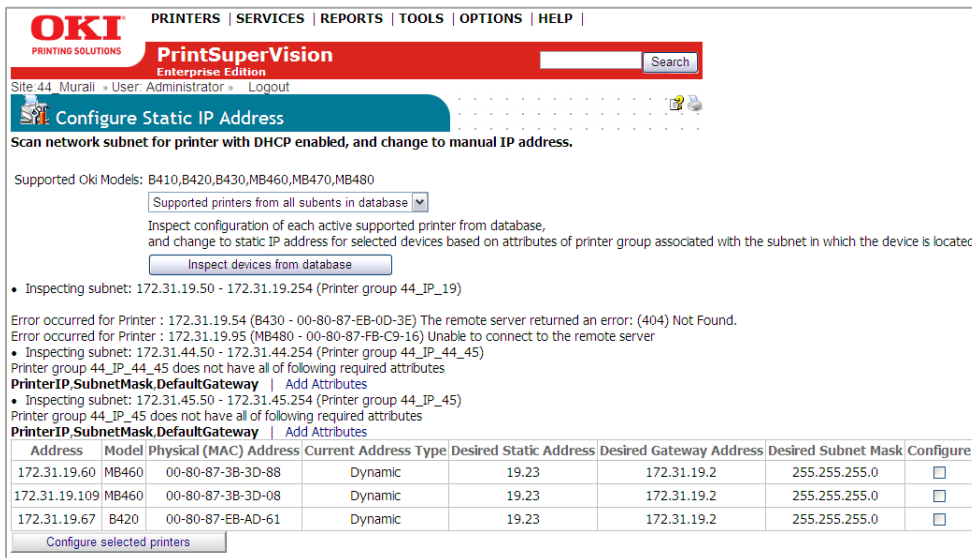 OKI
PRINTING SOLUTIONS
PRINTERS | SERVICES | REPORTS | TOOLS | OPTIONS | HELP |
PrintSuperVision
Enterprise Edition
Search
Site:44_Murali » User: Administrator » Logout
Configure Static IP Address
Scan network subnet for printer with DHCP enabled, and change to manual IP address.
Supported Oki Models: B410,B420,B430,MB460,MB470,MB480
Supported printers from all subents in database
Inspect configuration of each active supported printer from database,
and change to static IP address for selected devices based on attributes of printer group associated with the subnet in which the device is located
Inspect devices from database
• Inspecting subnet: 172.31.19.50 - 172.31.19.254 (Printer group 44_IP_19)
Error occurred for Printer : 172.31.19.54 (B430 - 00-80-87-EB-0D-3E) The remote server returned an error: (404) Not Found.
Error occurred for Printer : 172.31.19.95 (MB480 - 00-80-87-FB-C9-16) Unable to connect to the remote server
• Inspecting subnet: 172.31.44.50 - 172.31.44.254 (Printer group 44_IP_44_45)
Printer group 44_IP_44_45 does not have all of following required attributes
PrinterIP,SubnetMask,DefaultGateway | Add Attributes
• Inspecting subnet: 172.31.45.50 - 172.31.45.254 (Printer group 44_IP_45)
Printer group 44_IP_45 does not have all of following required attributes
PrinterIP,SubnetMask,DefaultGateway | Add Attributes
Address Model Physical (MAC) Address Current Address Type Desired Static Address Desired Gateway Address Desired Subnet Mask Configure
172.31.19.60 MB460 00-80-87-3B-3D-88 Dynamic 19.23 172.31.19.2 255.255.255.0
172.31.19.109 MB460 00-80-87-3B-3D-08 Dynamic 19.23 172.31.19.2 255.255.255.0
172.31.19.67 B420 00-80-87-EB-AD-61 Dynamic 19.23 172.31.19.2 255.255.255.0
Configure selected printers